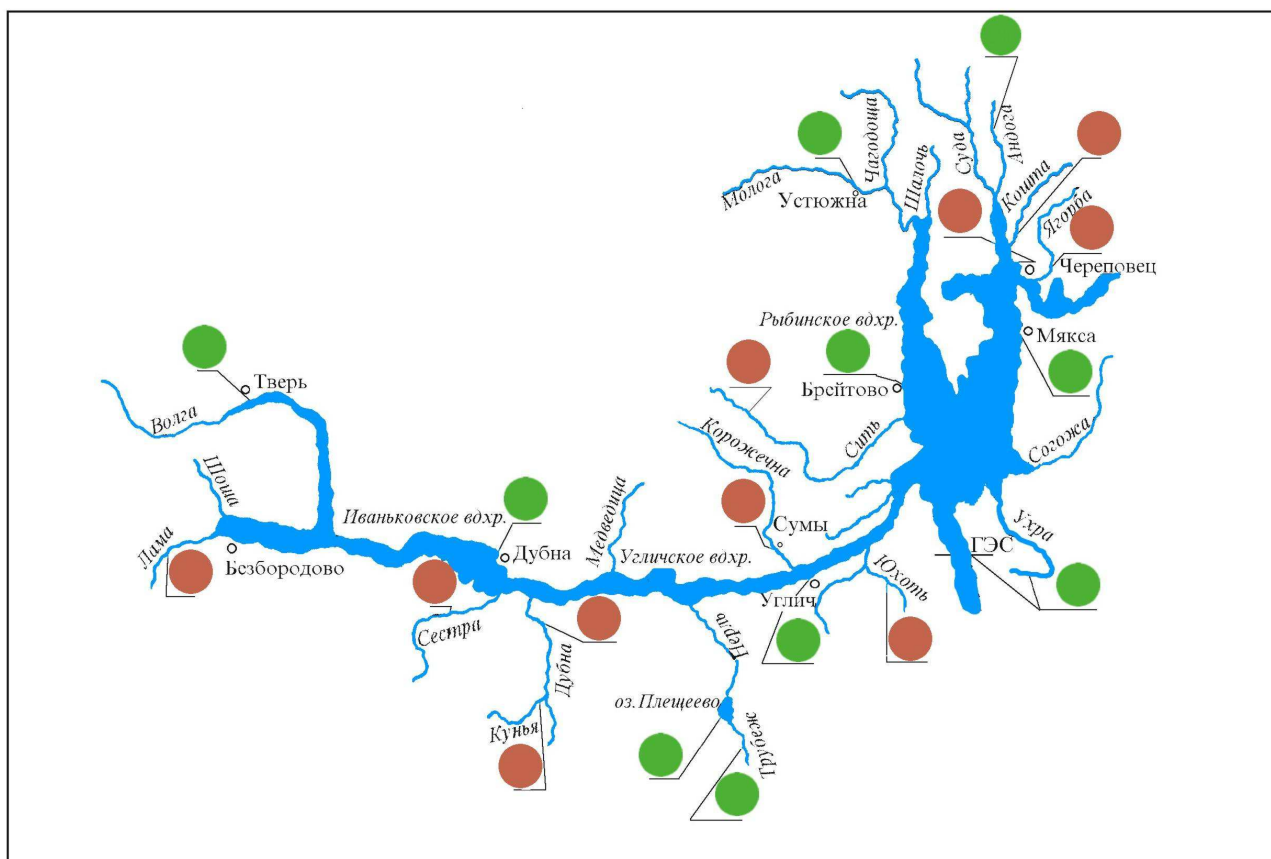 Чагодоща
Шалочь
Суда
Андога
Кошта
Ягорба
Молога
Устюжна
Череповец
Рыбинское вдхр.
Мякса
Брейтово
Тверь
Волга
Сить
Корожечна
Согожа
Шоша
Иваньковское вдхр.
Медведица
Сумы
Ухра
ГЭС
Лама
Безбородово
Дубна
Угличское вдхр.
Углич
Юхоть
Сестра
Нерль
Дубна
Кунья
оз. Плещеево
Трубеж